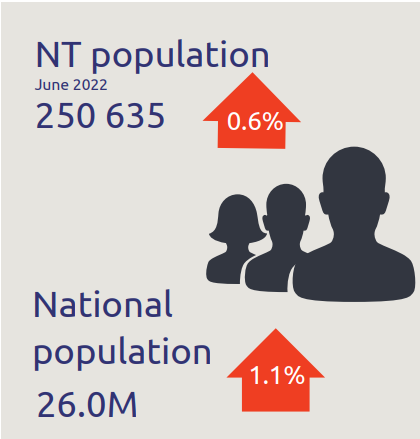 NT population
June 2022
250 635
0.6%
National
population
26.0M
1.1%